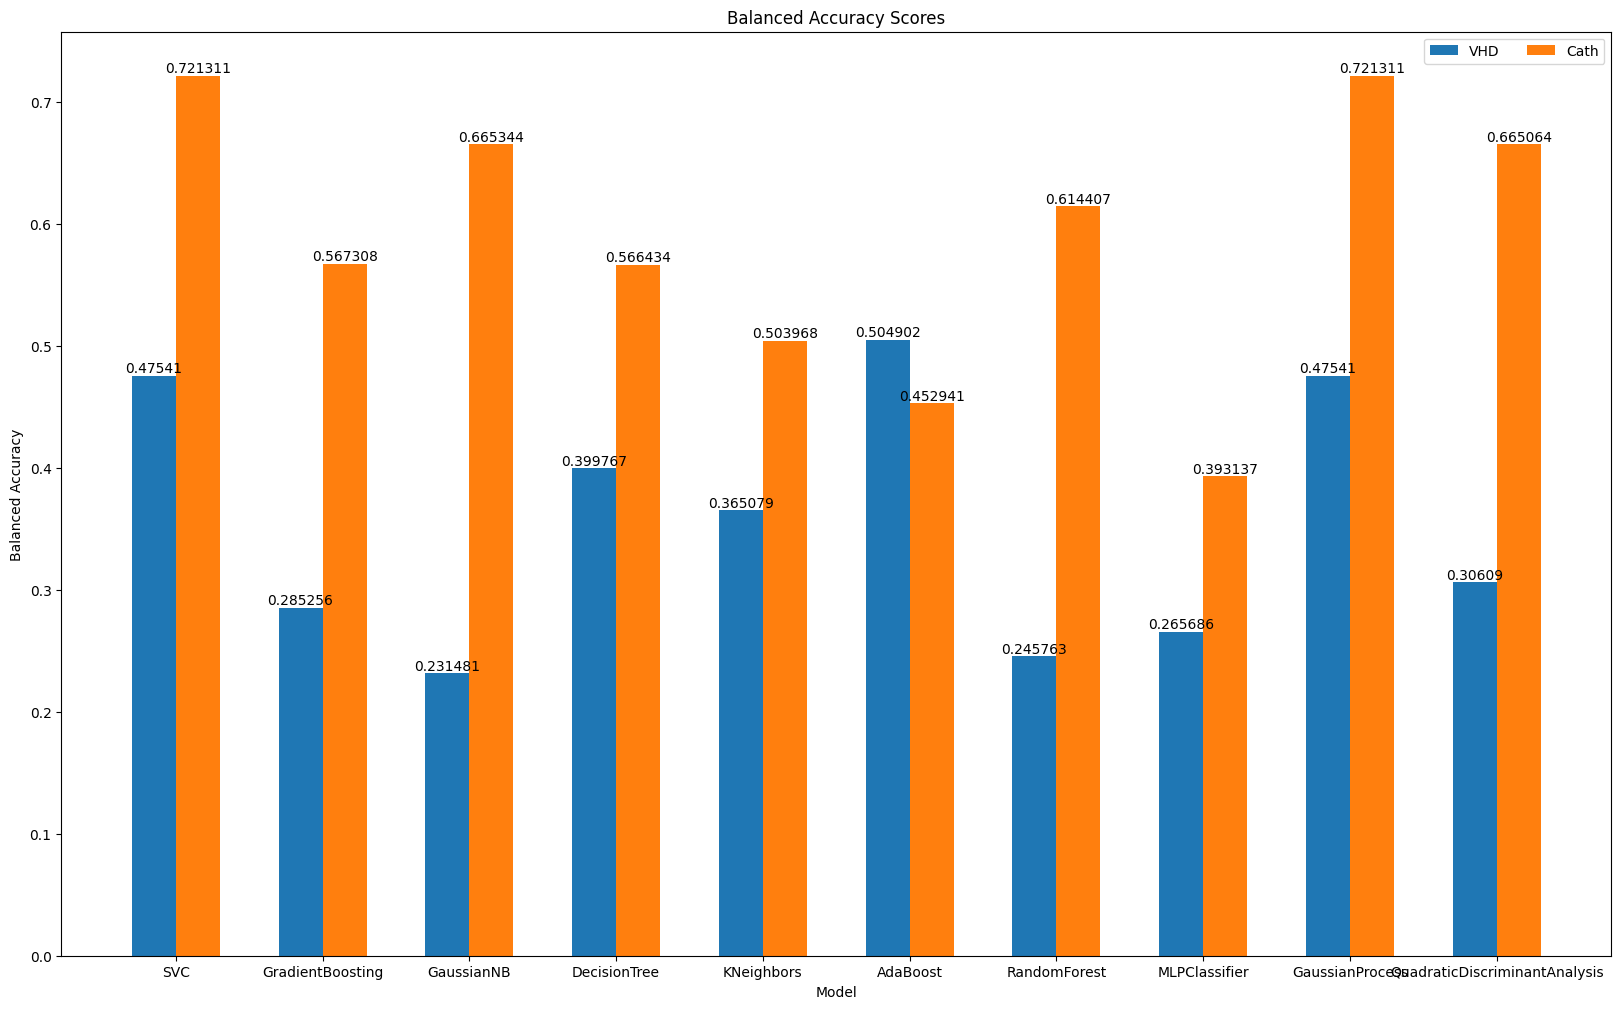 Balanced Accuracy Scores
VHD
Cath
Balanced Accuracy
0.7
0.6
0.5
0.4
0.3
0.2
0.1
0.0
0.47541
0.721311
0.285256
0.567308
0.231481
0.665344
0.399767
0.566434
0.365079
0.503968
0.504902
0.452941
0.245763
0.614407
0.265686
0.393137
0.47541
0.721311
0.30609
0.665064
SVC
GradientBoosting
GaussianNB
DecisionTree
KNeighbors
AdaBoost
RandomForest
MLPClassifier
GaussianProcess
QuadraticDiscriminantAnalysis
Model